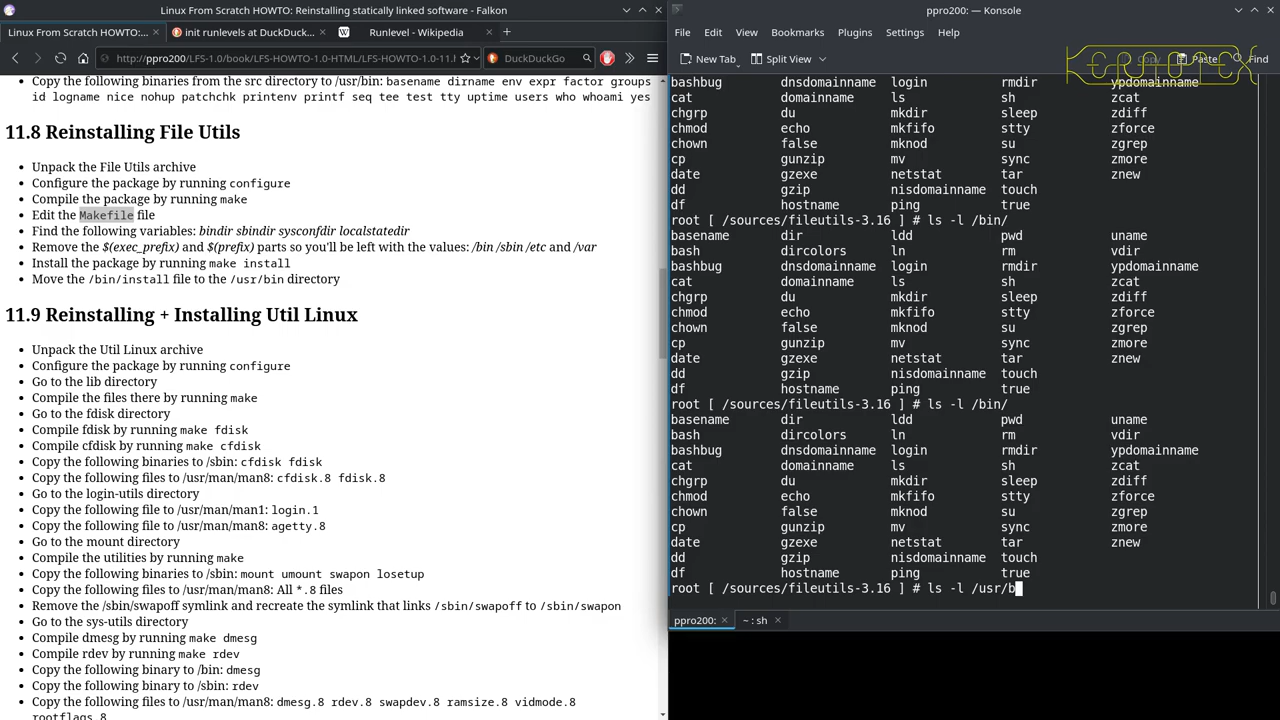 Linux From Scratch HOWTO: Reinstalling statically linked software - Falkon
Linux From Scratch HOWTO:...
init runlevels at DuckDuc...
Runlevel - Wikipedia
http://ppro200/LFS-1.0/book/LFS-HOWTO-1.0-HTML/LFS-HOWTO-1.0-11.h
DuckDuckGo
Copy the following binaries from the src directory to /usr/bin: basename dirname env expr factor groups
id logname nice nohup patchchk printenv printf seq tee test tty uptime users who whoami yes
11.8 Reinstalling File Utils
Unpack the File Utils archive
Configure the package by running configure
Compile the package by running make
Edit the Makefile file
Find the following variables: bindir sbindir sysconfdir localstatedir
Remove the $(exec_prefix) and $(prefix) parts so you'll be left with the values: /bin /sbin /etc and /var
Install the package by running make install
Move the /bin/install file to the /usr/bin directory
11.9 Reinstalling + Installing Util Linux
Unpack the Util Linux archive
Configure the package by running configure
Go to the lib directory
Compile the files there by running make
Go to the fdisk directory
Compile fdisk by running make fdisk
Compile cfdisk by running make cfdisk
Copy the following binaries to /sbin: cfdisk fdisk
Copy the following files to /usr/man/man8: cfdisk.8 fdisk.8
Go to the login-utils directory
Copy the following file to /usr/man/man1: login.1
Copy the following file to /usr/man/man8: agetty.8
Go to the mount directory
Compile the utilities by running make
Copy the following binaries to /sbin: mount umount swapon losetup
Copy the following files to /usr/man/man8: All *.8 files
Remove the /sbin/swapoff symlink and recreate the symlink that links /sbin/swapoff to /sbin/swapon
Go to the sys-utils directory
Compile dmesg by running make dmesg
Compile rdev by running make rdev
Copy the following binary to /bin: dmesg
Copy the following binary to /sbin: rdev
Copy the following files to /usr/man/man8: dmesg.8 rdev.8 swapdev.8 ramsize.8 vidmode.8
rootflags.8
ppro200: — Konsole
File Edit View Bookmarks Plugins Settings Help
New Tab Split View Copy Paste Find
bashbug dnsdomainname login rmdir ypdomainname
cat domainname ls sh zcat
chgrp du mkdir sleep zdiff
chmod echo mkfifo stty zforce
chown false mknod su zgrep
cp gunzip mv sync zmore
date gzexe netstat tar znew
dd gzip nisdomainname touch
df hostname ping true
root [ /sources/fileutils-3.16 ] # ls -l /bin/
basename dir ldd pwd uname
bash dircolors ln rm vdir
bashbug dnsdomainname login rmdir ypdomainname
cat domainname ls sh zcat
chgrp du mkdir sleep zdiff
chmod echo mkfifo stty zforce
chown false mknod su zgrep
cp gunzip mv sync zmore
date gzexe netstat tar znew
dd gzip nisdomainname touch
df hostname ping true
root [ /sources/fileutils-3.16 ] # ls -l /bin/
basename dir ldd pwd uname
bash dircolors ln rm vdir
bashbug dnsdomainname login rmdir ypdomainname
cat domainname ls sh zcat
chgrp du mkdir sleep zdiff
chmod echo mkfifo stty zforce
chown false mknod su zgrep
cp gunzip mv sync zmore
date gzexe netstat tar znew
dd gzip nisdomainname touch
df hostname ping true
root [ /sources/fileutils-3.16 ] # ls -l /usr/b
ppro200:
~ : sh